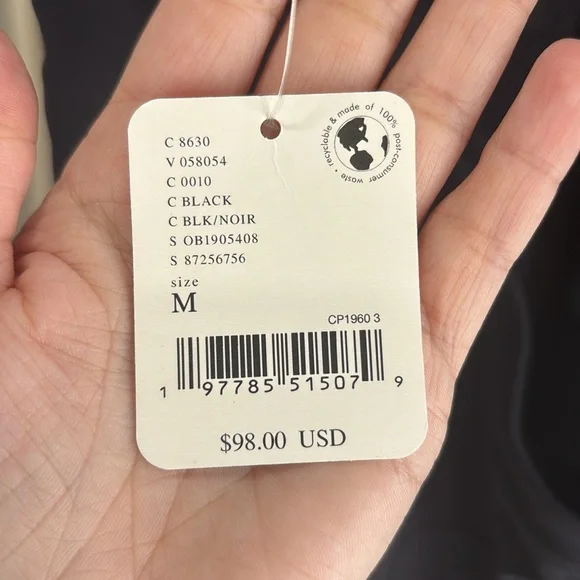 C 8630
V 058054
C 0010
C BLACK
C BLK/NOIR
S OB1905408
S 87256756
size
M
recyclable & made of 100% post-consumer waste •
CP1960 3
1 97785 51507 9
$98.00 USD